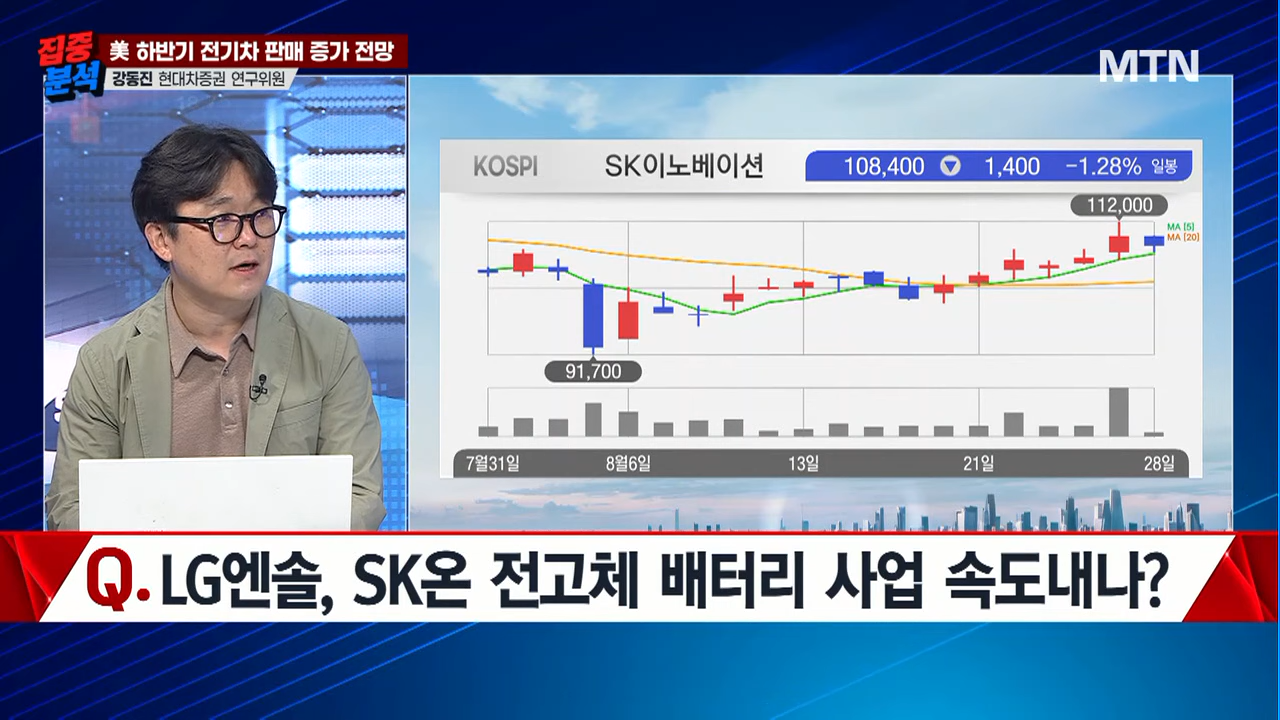 집중
분석
美 하반기 전기차 판매 증가 전망
강동진 현대차증권 연구위원
MTN
KOSPI SK이노베이션 108,400 ▼ 1,400 -1.28% 일봉
112,000
MA [5]
MA [20]
91,700
7월31일 8월6일 13일 21일 28일
Q. LG엔솔, SK온 전고체 배터리 사업 속도내나?